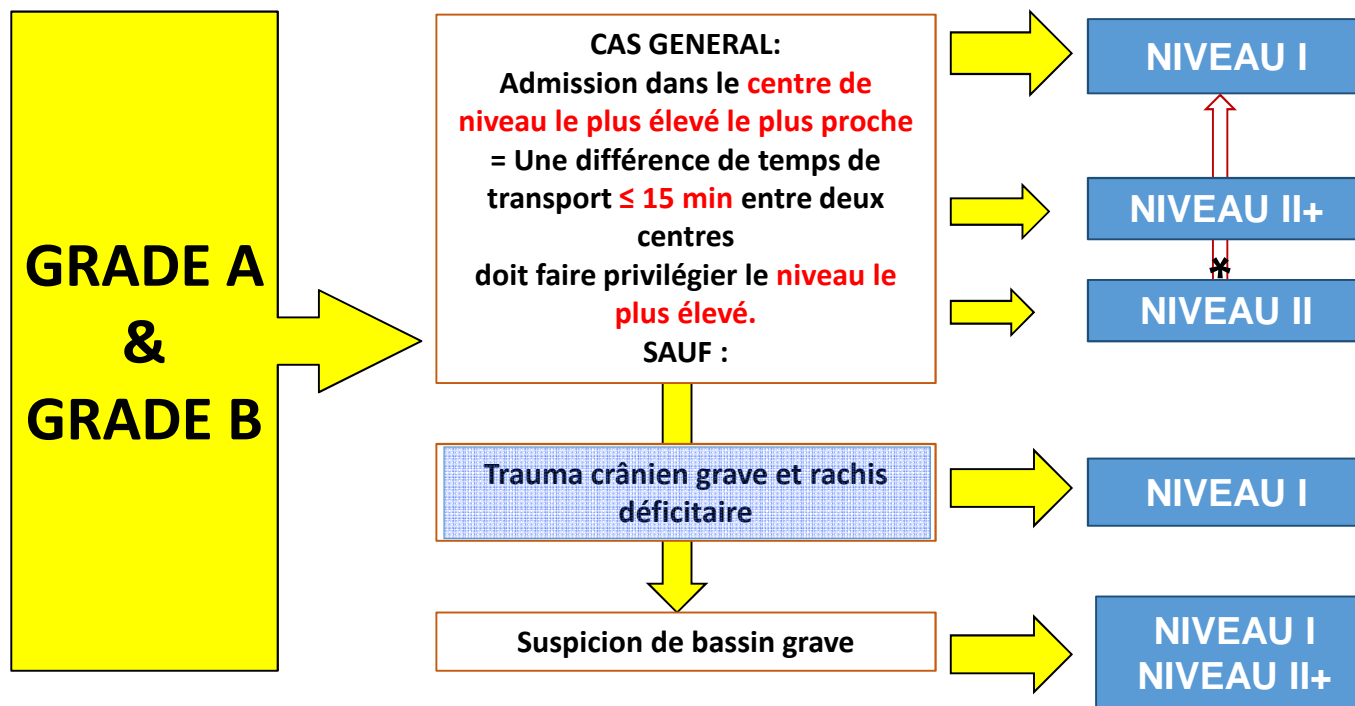 GRADE A
&
GRADE B
CAS GENERAL:
Admission dans le centre de
niveau le plus élevé le plus proche
= Une différence de temps de
transport ≤ 15 min entre deux
centres
doit faire privilégier le niveau le
plus élevé.
SAUF :
NIVEAU I
NIVEAU II+
*
NIVEAU II
Trauma crânien grave et rachis
déficitaire
NIVEAU I
Suspicion de bassin grave
NIVEAU I
NIVEAU II+